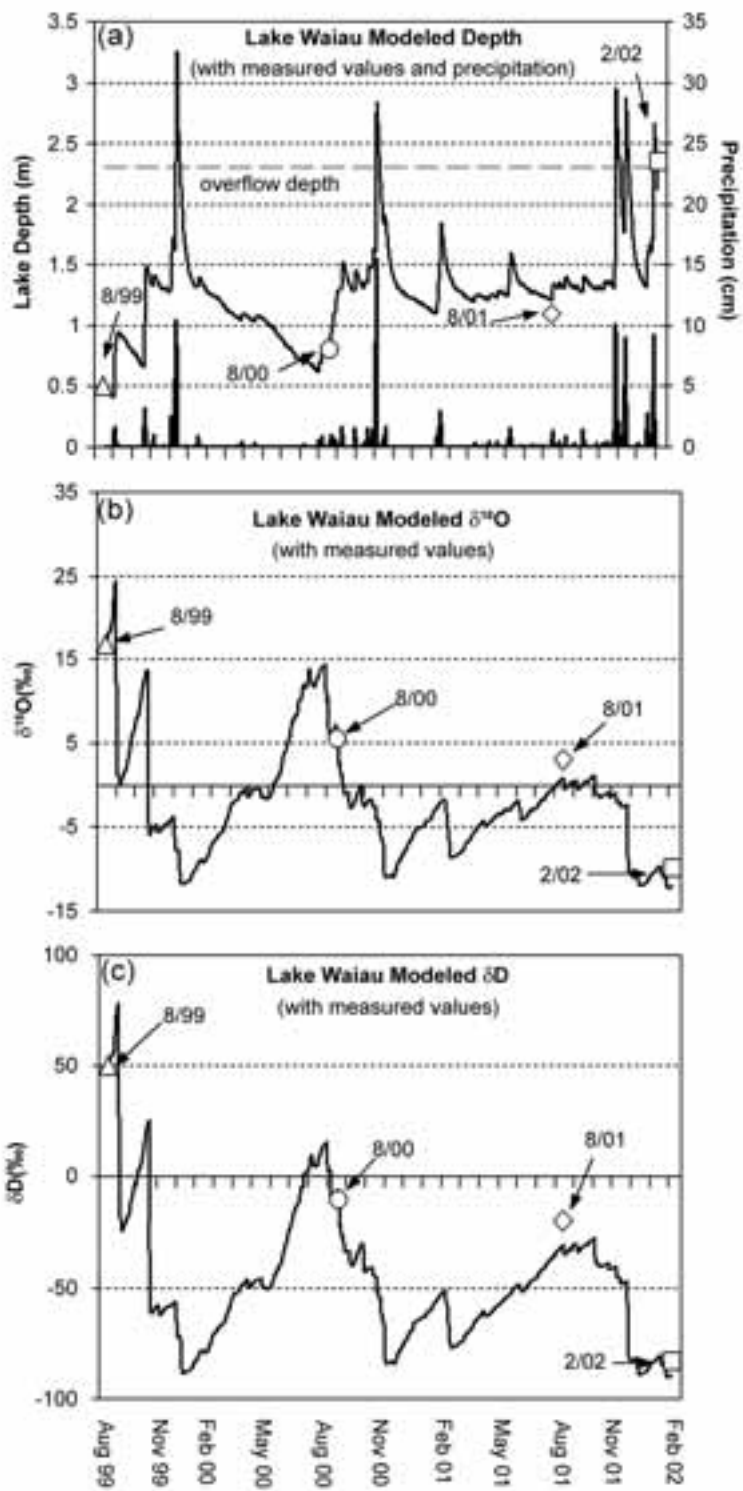 (a)
Lake Waiau Modeled Depth
(with measured values and precipitation)
2/02
3.5
3
2.5
2
1.5
1
0.5
0
Lake Depth (m)
35
30
25
20
15
10
5
0
Precipitation (cm)
overflow depth
8/99
8/00
8/01
(b)
Lake Waiau Modeled δ¹⁸O
(with measured values)
35
25
15
5
-5
-15
δ¹⁸O(‰)
8/99
8/00
8/01
2/02
(c)
Lake Waiau Modeled δD
(with measured values)
100
50
0
-50
-100
δD(‰)
8/99
8/00
8/01
2/02
Aug 99
Nov 99
Feb 00
May 00
Aug 00
Nov 00
Feb 01
May 01
Aug 01
Nov 01
Feb 02